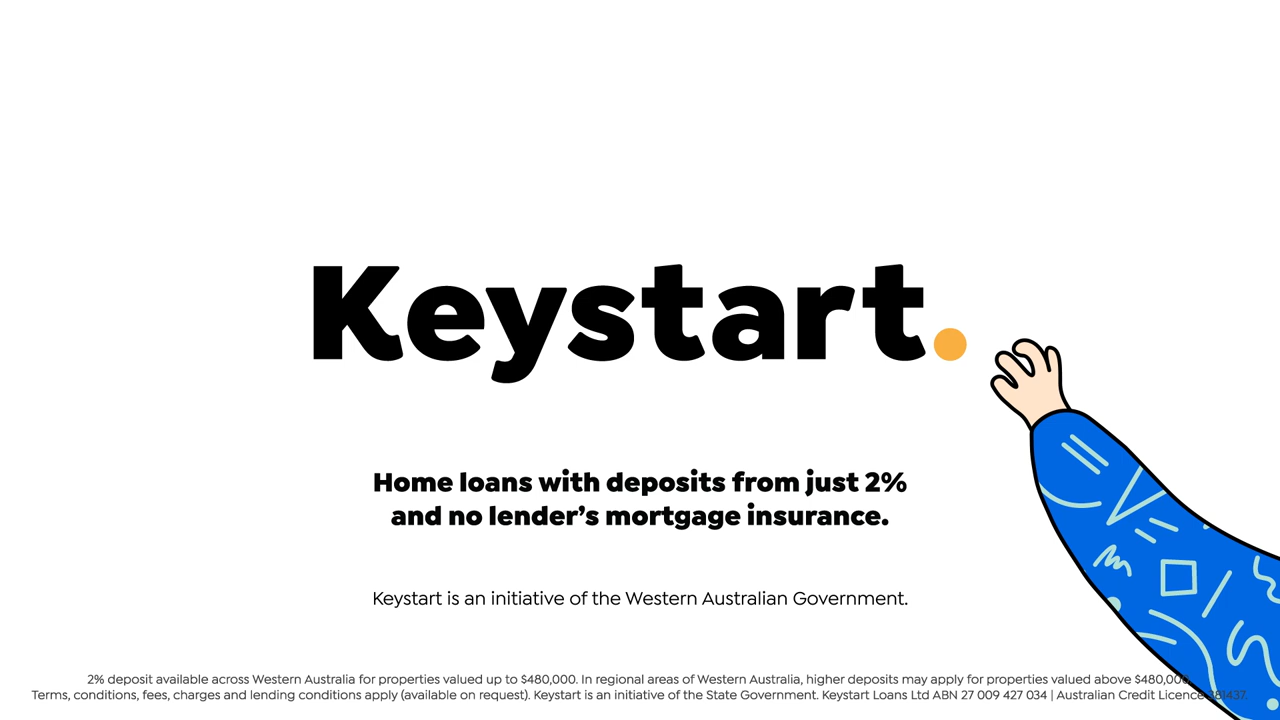 Keystart.
Home loans with deposits from just 2%
and no lender's mortgage insurance.
Keystart is an initiative of the Western Australian Government.
2% deposit available across Western Australia for properties valued up to $480,000. In regional areas of Western Australia, higher deposits may apply for properties valued above $480,000.
Terms, conditions, fees, charges and lending conditions apply (available on request). Keystart is an initiative of the State Government. Keystart Loans Ltd ABN 27 009 427 034 | Australian Credit Licence